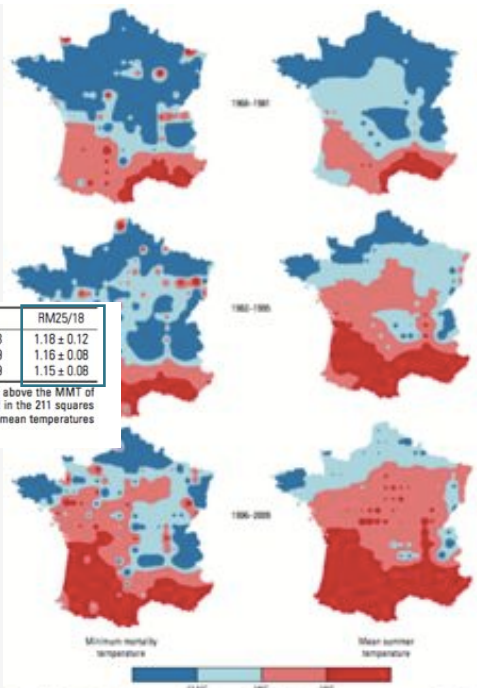 1968–1981
RM25/18
1.18 ± 0.12
1.16 ± 0.08
1.15 ± 0.08
above the MMT of
in the 211 squares
mean temperatures
1982–1995
1996–2009
Minimum mortality
temperature
Mean summer
temperature